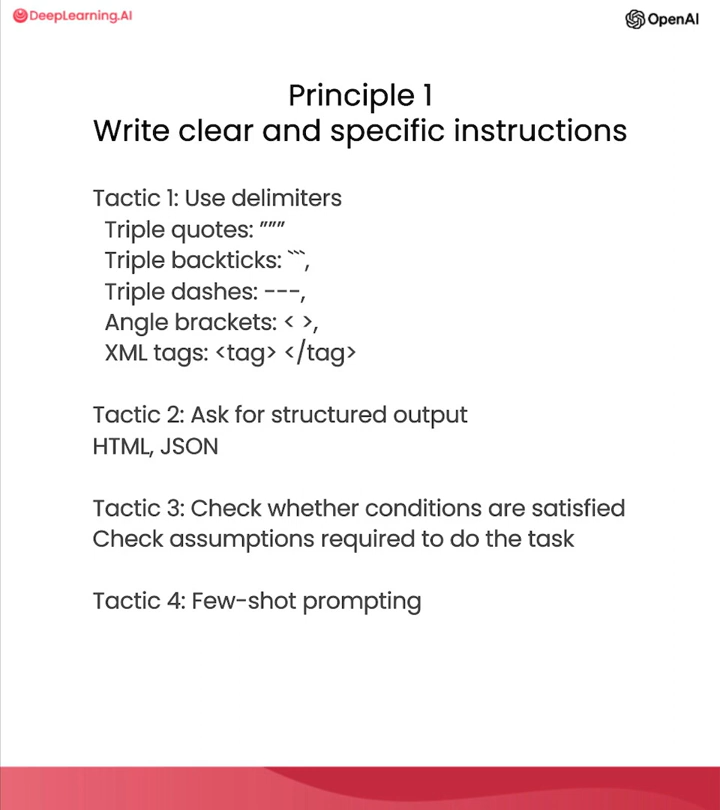 DeepLearning.AI
OpenAI
Principle 1
Write clear and specific instructions
Tactic 1: Use delimiters
Triple quotes: """
Triple backticks: ```,
Triple dashes: ---,
Angle brackets: < >,
XML tags: <tag> </tag>
Tactic 2: Ask for structured output
HTML, JSON
Tactic 3: Check whether conditions are satisfied
Check assumptions required to do the task
Tactic 4: Few-shot prompting